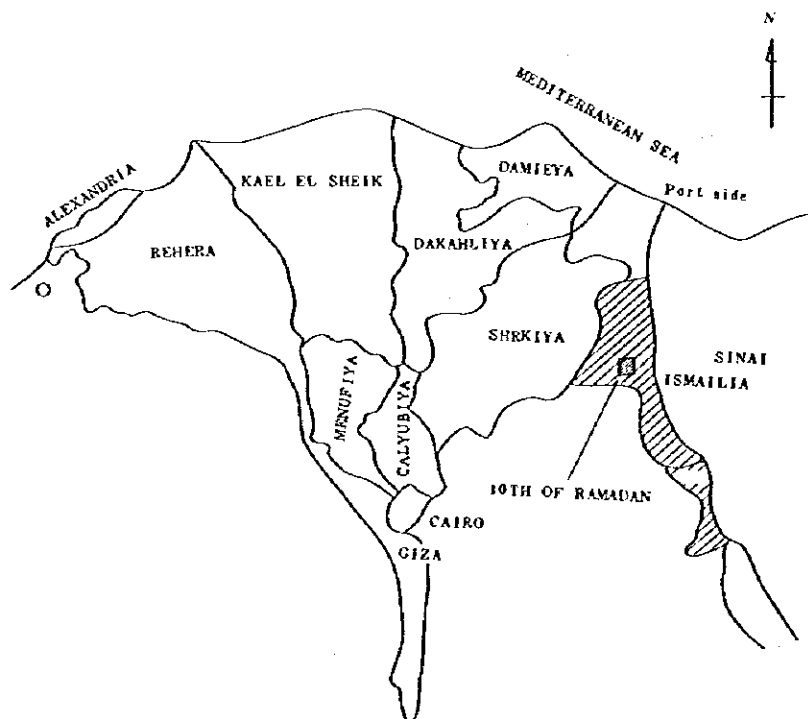 N
MEDITERRANEAN SEA
DAMIEYA
ALEXANDRIA
KAEL EL SHEIK
Port side
REHERA
DAKAHLIYA
SHRKIYA
SINAI
ISMAILIA
MENUFIYA
CALYUBIYA
10TH OF RAMADAN
CAIRO
GIZA